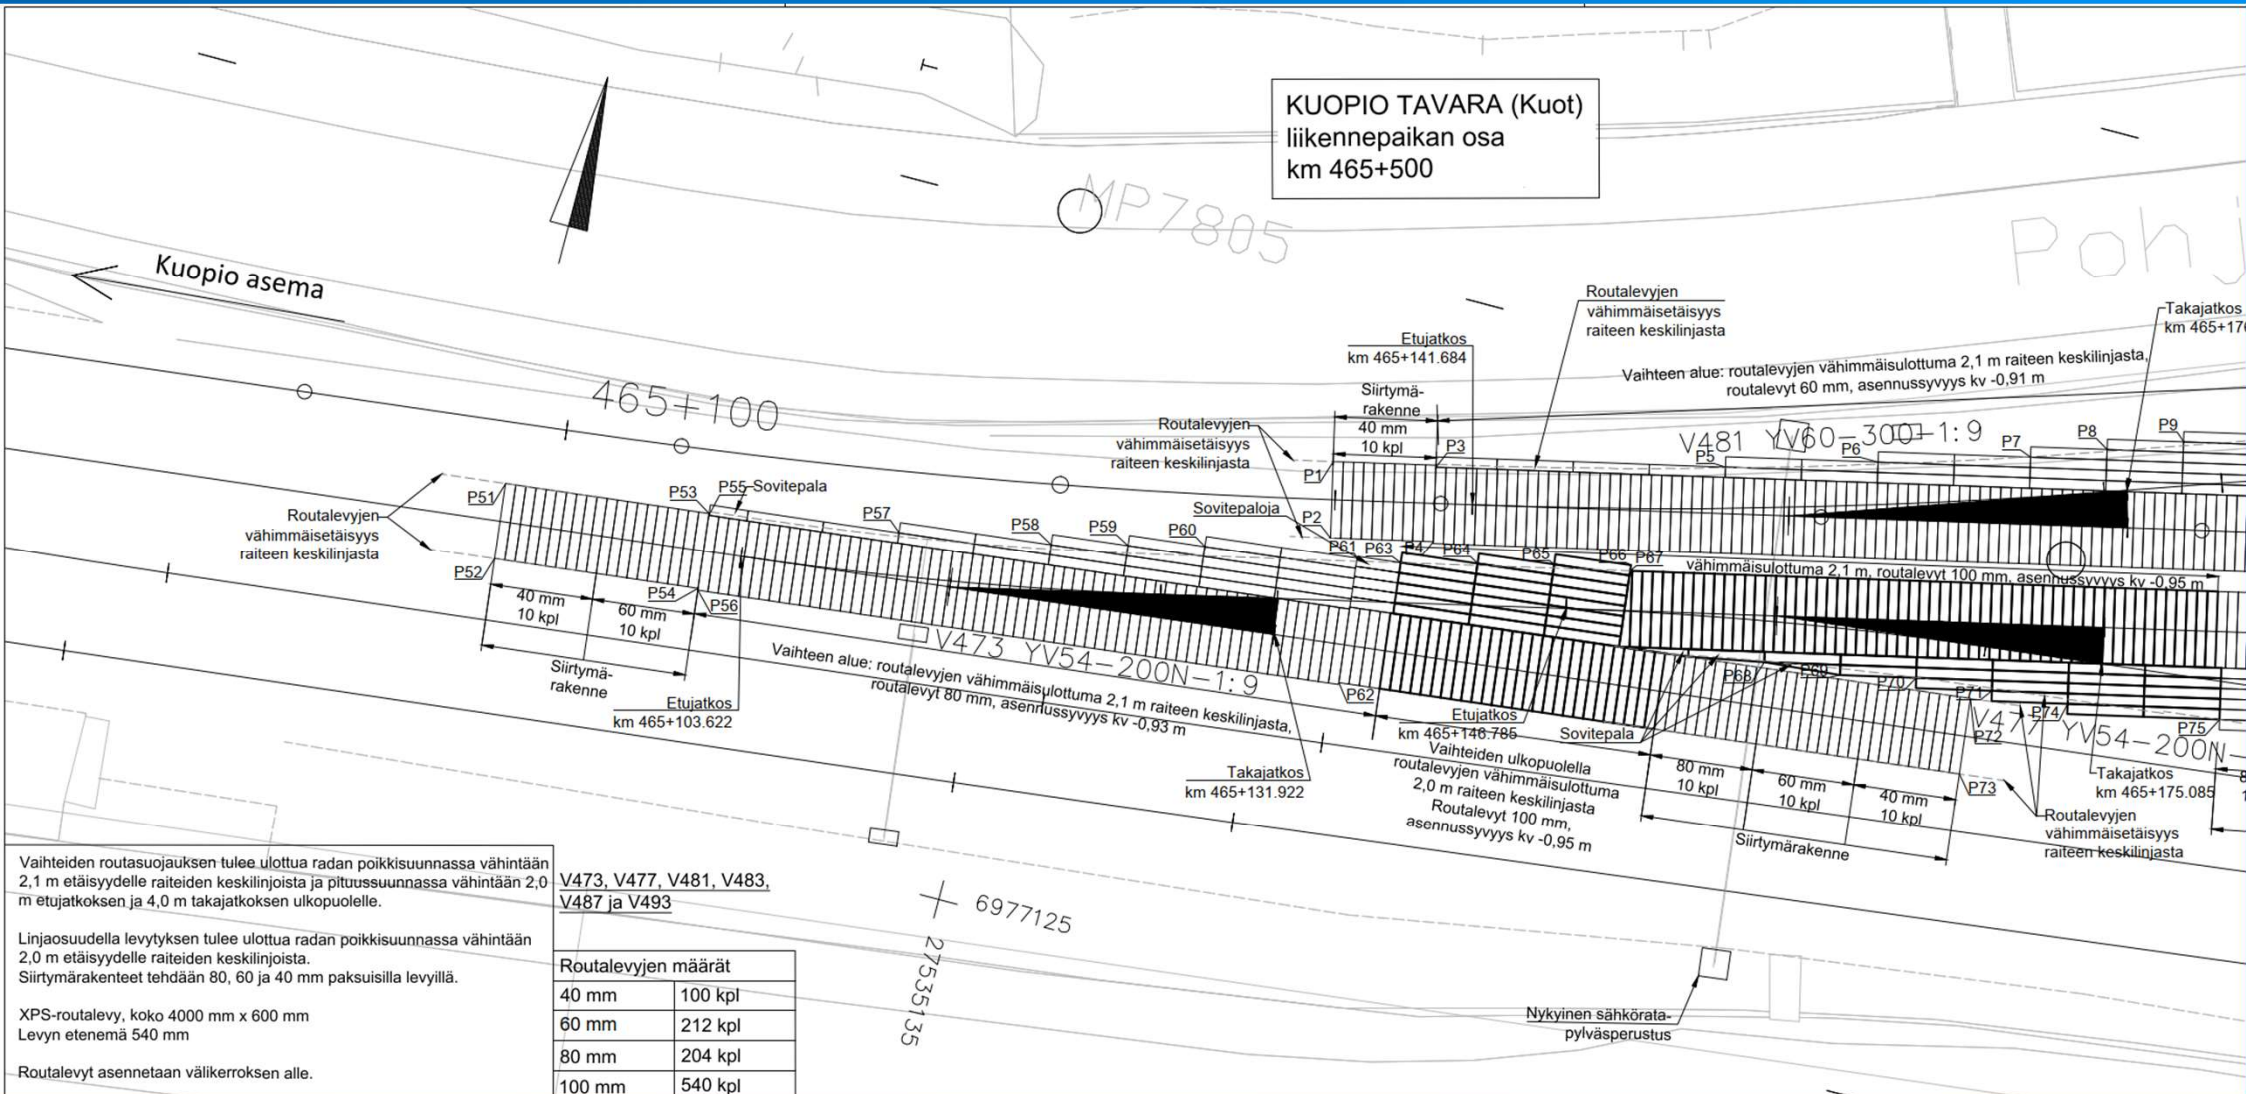 KUOPIO TAVARA (Kuot)
liikennepaikan osa
km 465+500
MP7805
Pohj
Kuopio asema
465+100
Routalevyjen
vähimmäisetäisyys
raiteen keskilinjasta
Takajatkos
Etujatkos
km 465+141.684
Vaihteen alue: routalevyjen vähimmäisulottuma 2,1 m raiteen keskilinjasta,
routalevyt 60 mm, asennussyvyys kv -0,91 m
Siirtymä-
rakenne
40 mm
10 kpl
Routalevyjen
vähimmäisetäisyys
raiteen keskilinjasta
V481 YV60-300-1:9
P1
P3
P5
P6
P7
P8
P9
Sovitepaloja
P2
P51
P53
P55
Sovitepala
P57
P58
P59
P60
P61
P63
P4
P64
P65
P66
P67
vähimmäisulottuma 2,1 m, routalevyt 100 mm, asennussyvyys kv -0,95 m
Routalevyjen
vähimmäisetäisyys
raiteen keskilinjasta
P52
P54
P56
40 mm
10 kpl
60 mm
10 kpl
Siirtymä-
rakenne
V473 YV54-200N-1:9
Vaihteen alue: routalevyjen vähimmäisulottuma 2,1 m raiteen keskilinjasta,
routalevyt 80 mm, asennussyvyys kv -0,93 m
Etujatkos
km 465+103.622
Takajatkos
km 465+131.922
P62
Etujatkos
km 465+146.785
Sovitepala
Vaihteiden ulkopuolella
routalevyjen vähimmäisulottuma
2,0 m raiteen keskilinjasta
Routalevyt 100 mm,
asennussyvyys kv -0,95 m
P68
P69
P70
P71
P72
P73
P74
P75
V477 YV54-200N-
80 mm
10 kpl
60 mm
10 kpl
40 mm
10 kpl
Siirtymärakenne
Takajatkos
km 465+175.085
Routalevyjen
vähimmäisetäisyys
raiteen keskilinjasta
Nykyinen sähkörata-
pylväsperustus
6977125
27535135
Vaihteiden routasuojauksen tulee ulottua radan poikkisuunnassa vähintään
2,1 m etäisyydelle raiteiden keskilinjoista ja pituussuunnassa vähintään 2,0
m etujatkoksen ja 4,0 m takajatkoksen ulkopuolelle.
Linjaosuudella levytyksen tulee ulottua radan poikkisuunnassa vähintään
2,0 m etäisyydelle raiteiden keskilinjoista.
Siirtymärakenteet tehdään 80, 60 ja 40 mm paksuisilla levyillä.
XPS-routalevy, koko 4000 mm x 600 mm
Levyn etenemä 540 mm
Routalevyt asennetaan välikerroksen alle.
V473, V477, V481, V483,
V487 ja V493
Routalevyjen määrät
40 mm 100 kpl
60 mm 212 kpl
80 mm 204 kpl
100 mm 540 kpl